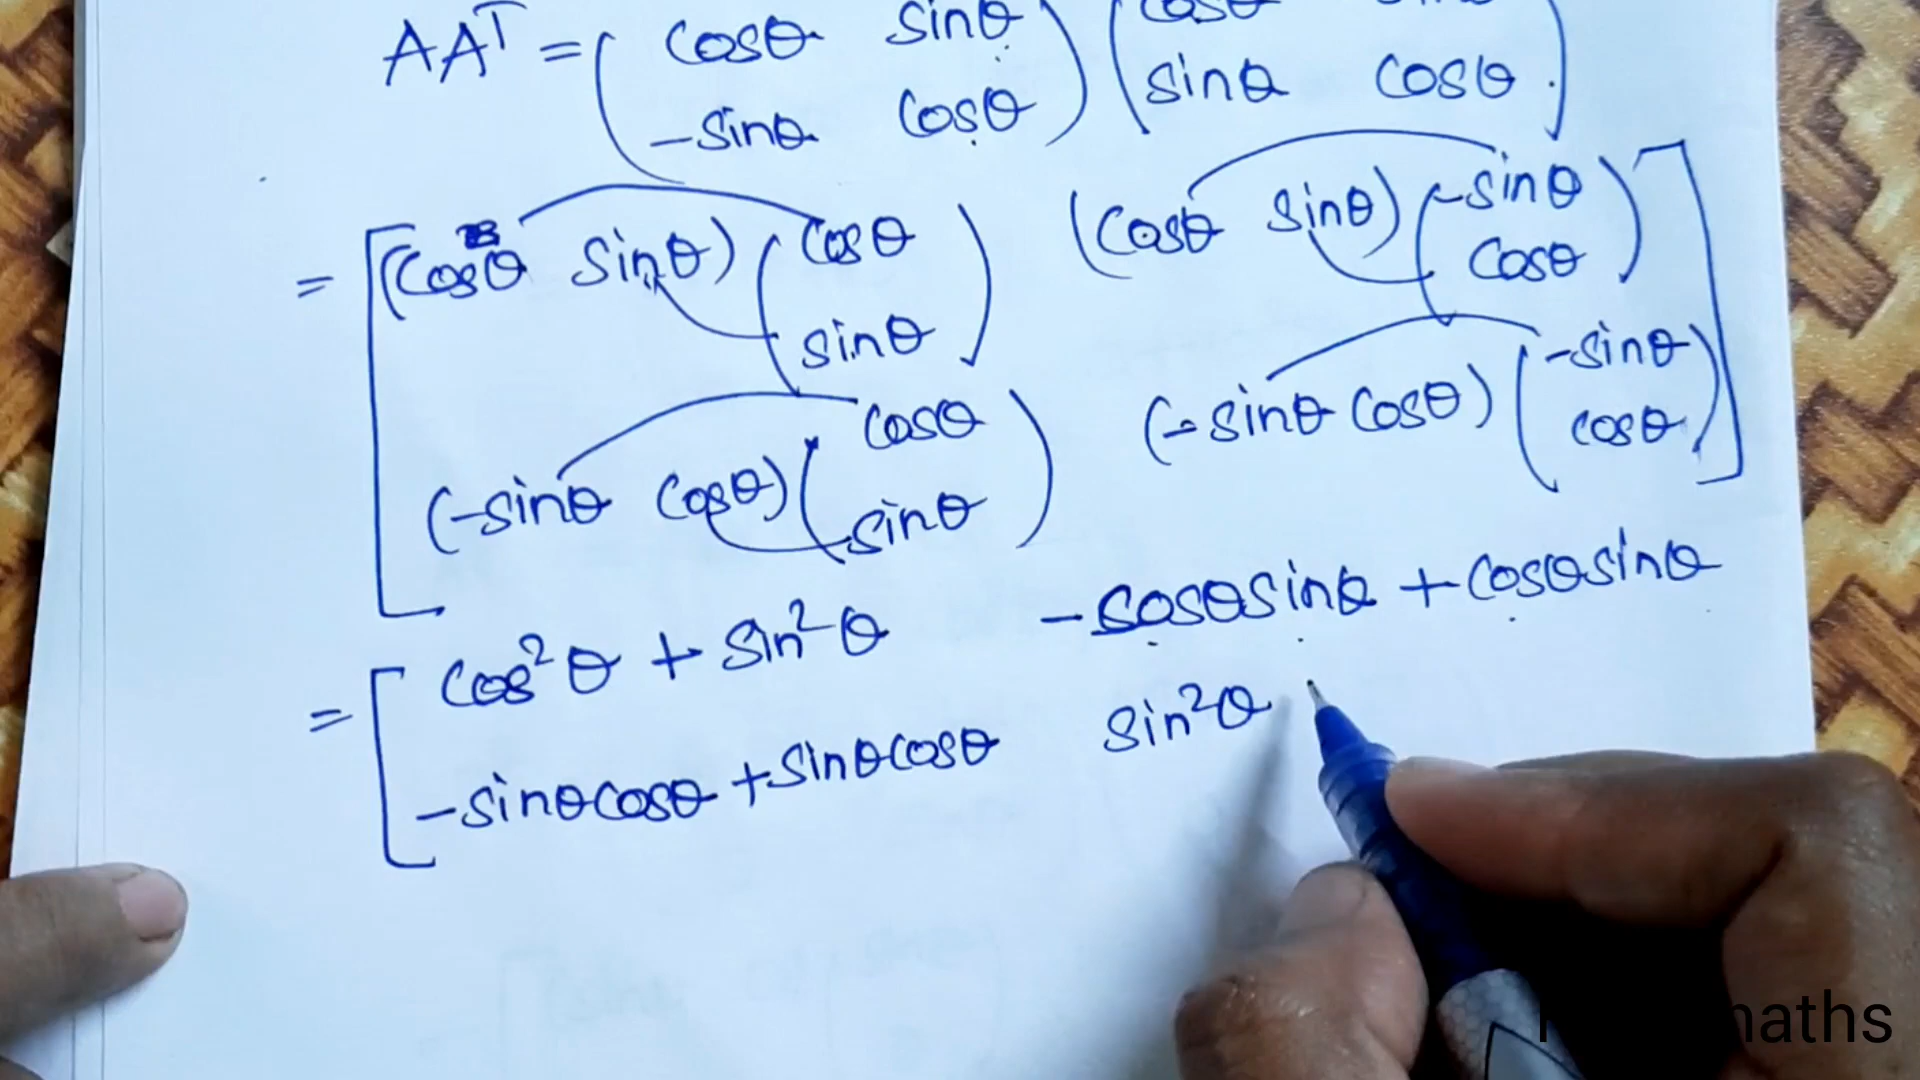 AAᵀ = ( cosθ sinθ ) ( cosθ
-sinθ cosθ sinθ cosθ
= [ (cosθ sinθ) ( cosθ (cosθ sinθ) ( -sinθ )
sinθ ) cosθ
(-sinθ cosθ) ( cosθ (-sinθ cosθ) ( -sinθ )
sinθ ) cosθ ]
= [ cos²θ + sin²θ -cosθsinθ + cosθsinθ
-sinθcosθ + sinθcosθ sin²θ